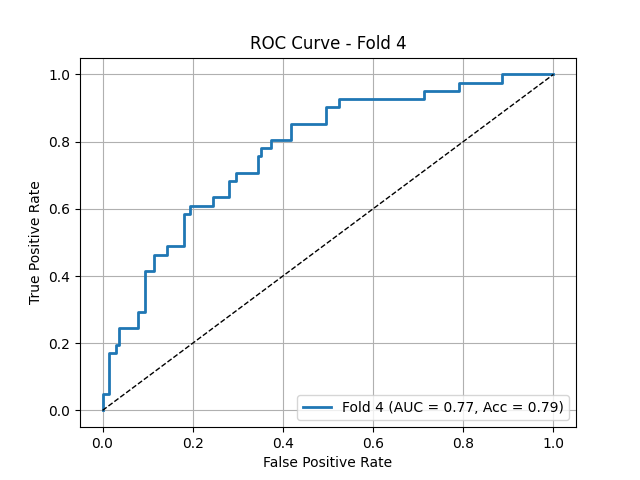 ROC Curve - Fold 4
True Positive Rate
1.0
0.8
0.6
0.4
0.2
0.0
Fold 4 (AUC = 0.77, Acc = 0.79)
0.0 0.2 0.4 0.6 0.8 1.0
False Positive Rate